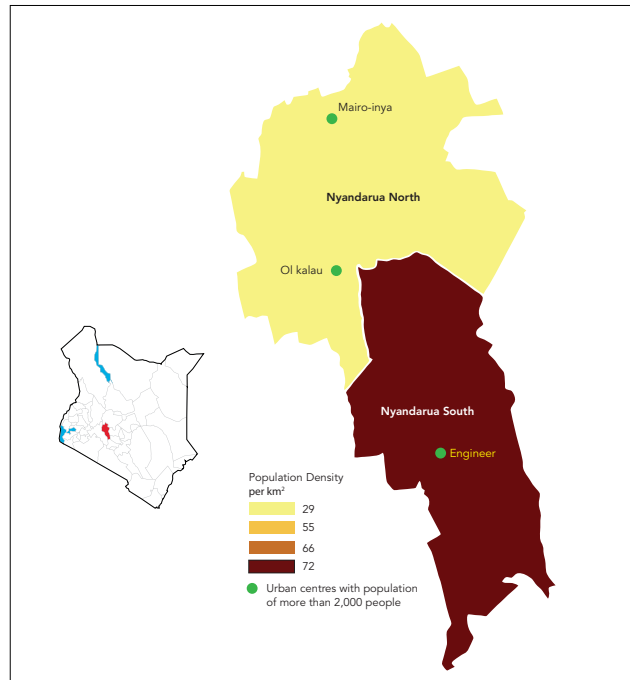 Mairo-inya
Nyandarua North
Ol kalau
Nyandarua South
Engineer
Population Density
per km²
29
55
66
72
Urban centres with population
of more than 2,000 people